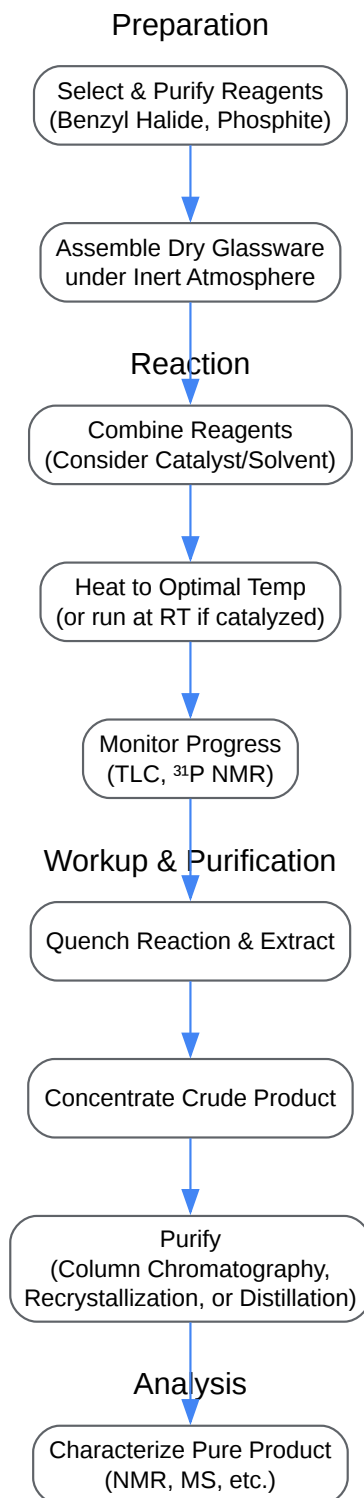 Preparation
Select & Purify Reagents
(Benzyl Halide, Phosphite)
Assemble Dry Glassware
under Inert Atmosphere
Reaction
Combine Reagents
(Consider Catalyst/Solvent)
Heat to Optimal Temp
(or run at RT if catalyzed)
Monitor Progress
(TLC, ³¹P NMR)
Workup & Purification
Quench Reaction & Extract
Concentrate Crude Product
Purify
(Column Chromatography,
Recrystallization, or Distillation)
Analysis
Characterize Pure Product
(NMR, MS, etc.)